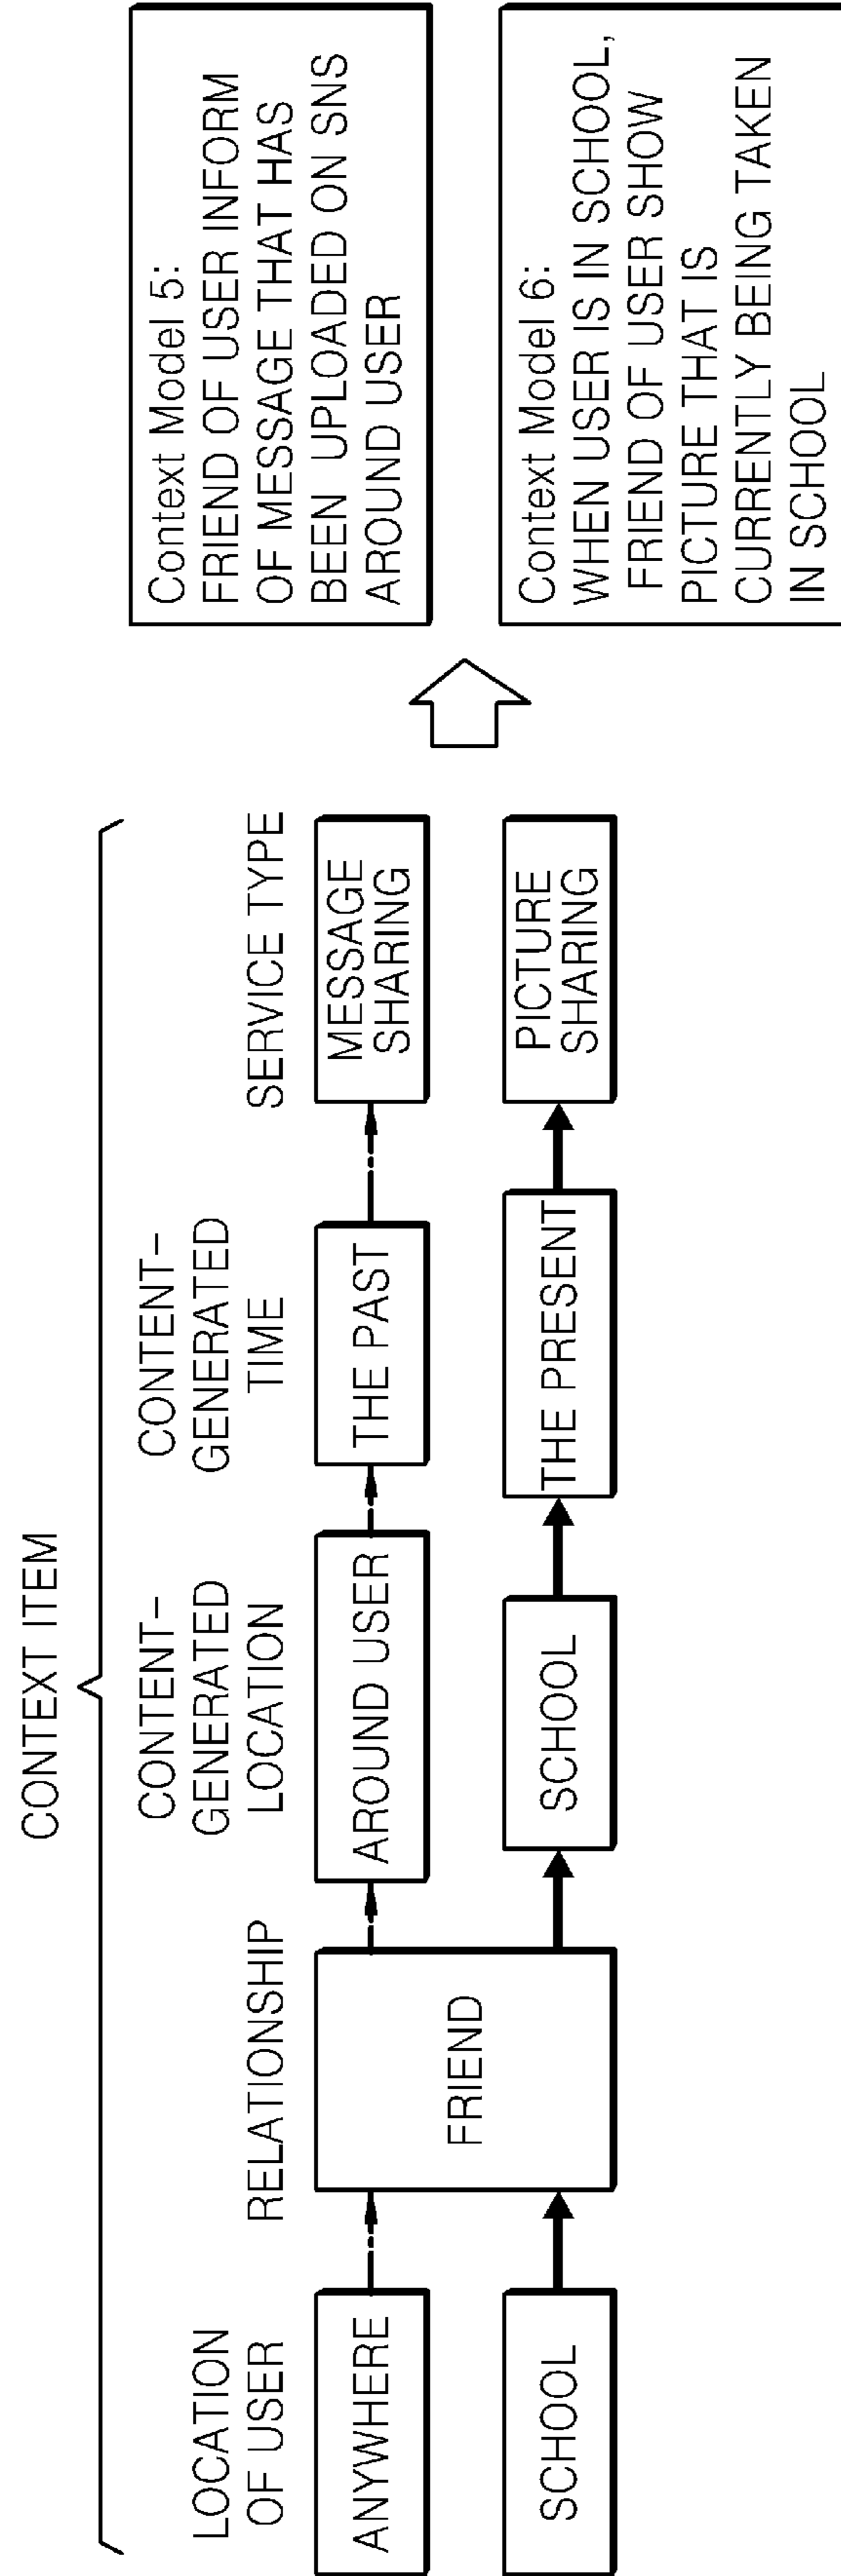 CONTEXT ITEM
LOCATION
OF USER
RELATIONSHIP
CONTENT-
GENERATED
LOCATION
CONTENT-
GENERATED
TIME
SERVICE TYPE
ANYWHERE
FRIEND
AROUND USER
THE PAST
MESSAGE
SHARING
SCHOOL
SCHOOL
THE PRESENT
PICTURE
SHARING
Context Model 5:
FRIEND OF USER INFORM
OF MESSAGE THAT HAS
BEEN UPLOADED ON SNS
AROUND USER
Context Model 6:
WHEN USER IS IN SCHOOL,
FRIEND OF USER SHOW
PICTURE THAT IS
CURRENTLY BEING TAKEN
IN SCHOOL